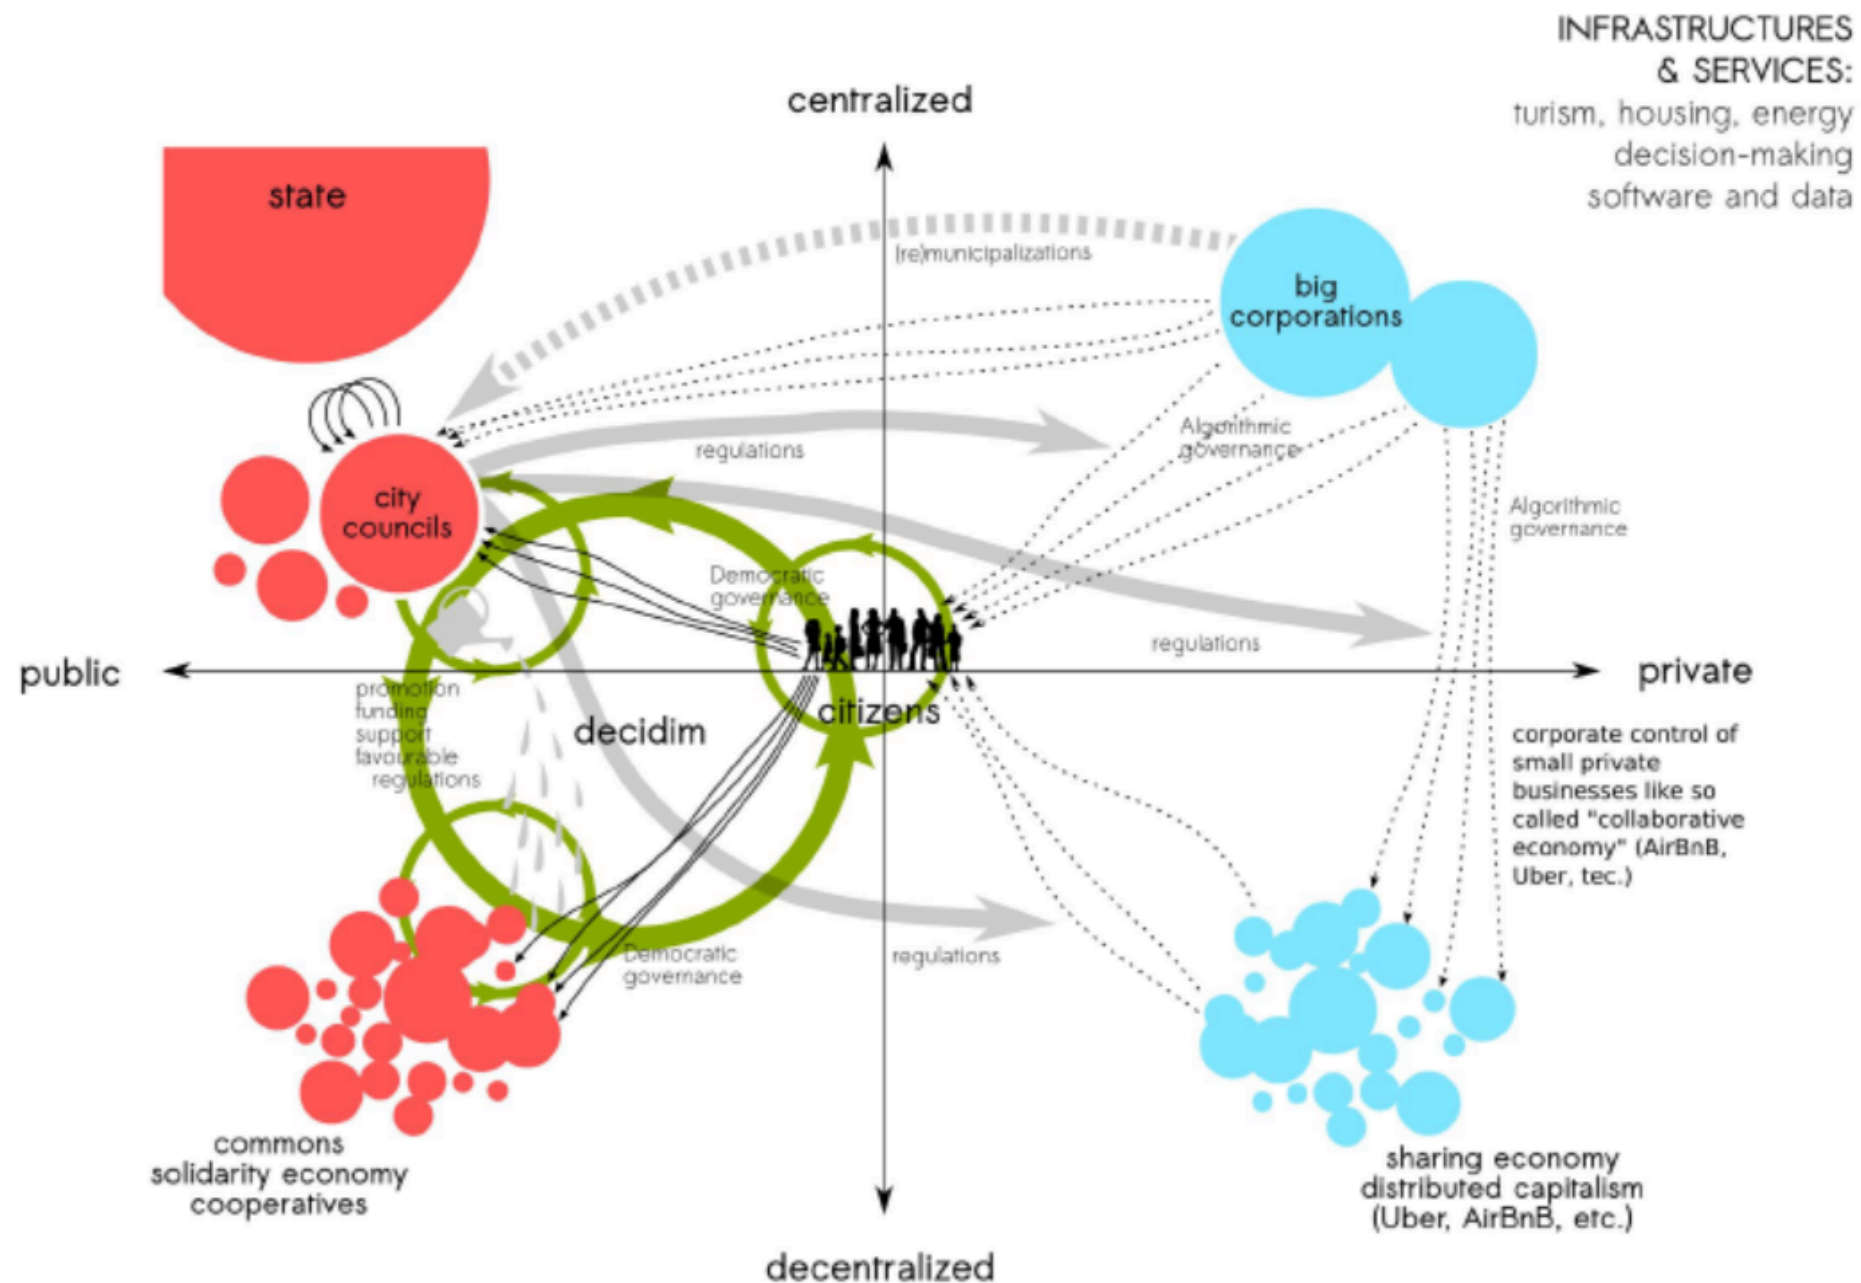 INFRASTRUCTURES
& SERVICES:
turism, housing, energy
decision-making
software and data
centralized
state
(re)municipalizations
big
corporations
regulations
Algorithmic
governance
city
councils
Algorithmic
governance
Democratic
governance
regulations
public
private
promotion
funding
support
favourable
regulations
decidim
citizens
corporate control of
small private
businesses like so
called "collaborative
economy" (AirBnB,
Uber, tec.)
Democratic
governance
regulations
commons
solidarity economy
cooperatives
sharing economy
distributed capitalism
(Uber, AirBnB, etc.)
decentralized